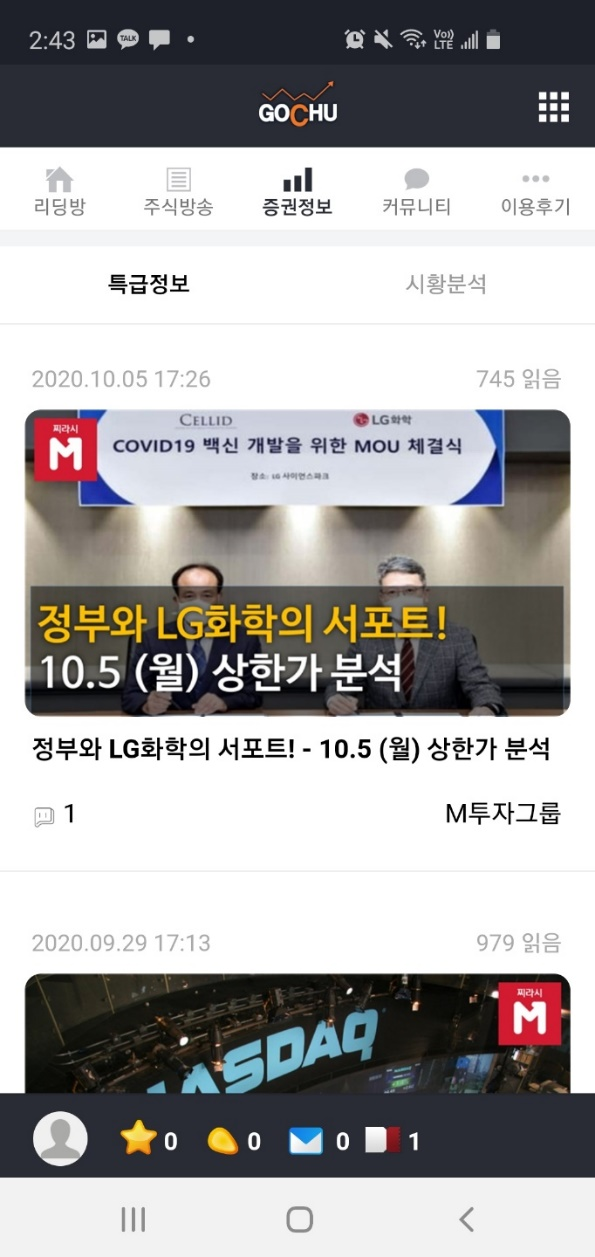 2:43
TALK
Vo))
LTE
GOCHU
리딩방
주식방송
증권정보
커뮤니티
이용후기
특급정보
시황분석
2020.10.05 17:26
745 읽음
찌라시
M
CELLID
LG화학
COVID19 백신 개발을 위한 MOU 체결식
장소: LG 사이언스파크
정부와 LG화학의 서포트!
10.5 (월) 상한가 분석
정부와 LG화학의 서포트! - 10.5 (월) 상한가 분석
1
M투자그룹
2020.09.29 17:13
979 읽음
찌라시
M
NASDAQ
0
0
0
1